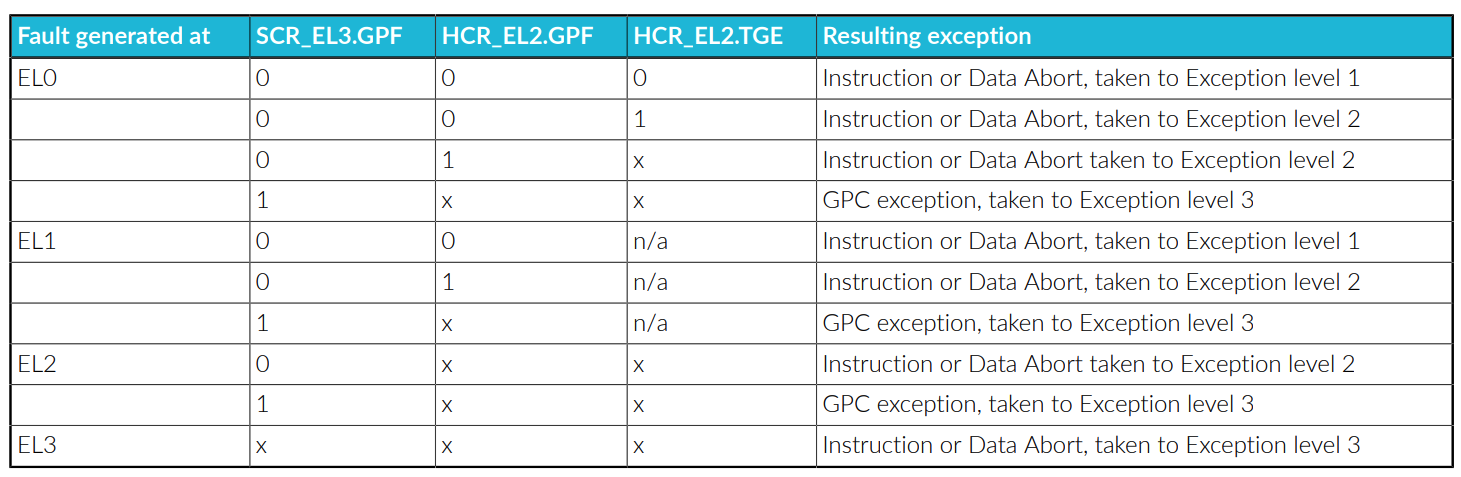 Fault generated at SCR_EL3.GPF HCR_EL2.GPF HCR_EL2.TGE Resulting exception
EL0 0 0 0 Instruction or Data Abort, taken to Exception level 1
0 0 1 Instruction or Data Abort, taken to Exception level 2
0 1 x Instruction or Data Abort taken to Exception level 2
1 x x GPC exception, taken to Exception level 3
EL1 0 0 n/a Instruction or Data Abort, taken to Exception level 1
0 1 n/a Instruction or Data Abort, taken to Exception level 2
1 x n/a GPC exception, taken to Exception level 3
EL2 0 x x Instruction or Data Abort taken to Exception level 2
1 x x GPC exception, taken to Exception level 3
EL3 x x x Instruction or Data Abort, taken to Exception level 3